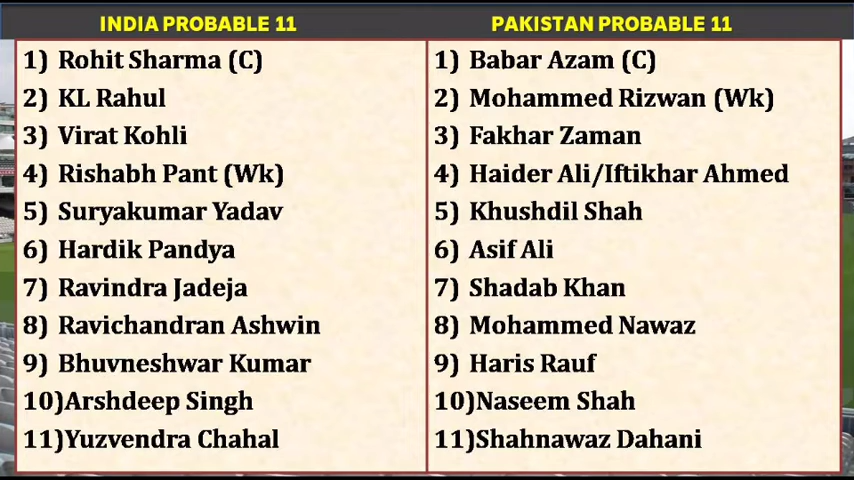 INDIA PROBABLE 11
1) Rohit Sharma (C)
2) KL Rahul
3) Virat Kohli
4) Rishabh Pant (Wk)
5) Suryakumar Yadav
6) Hardik Pandya
7) Ravindra Jadeja
8) Ravichandran Ashwin
9) Bhuvneshwar Kumar
10)Arshdeep Singh
11)Yuzvendra Chahal
PAKISTAN PROBABLE 11
1) Babar Azam (C)
2) Mohammed Rizwan (Wk)
3) Fakhar Zaman
4) Haider Ali/Iftikhar Ahmed
5) Khushdil Shah
6) Asif Ali
7) Shadab Khan
8) Mohammed Nawaz
9) Haris Rauf
10)Naseem Shah
11)Shahnawaz Dahani